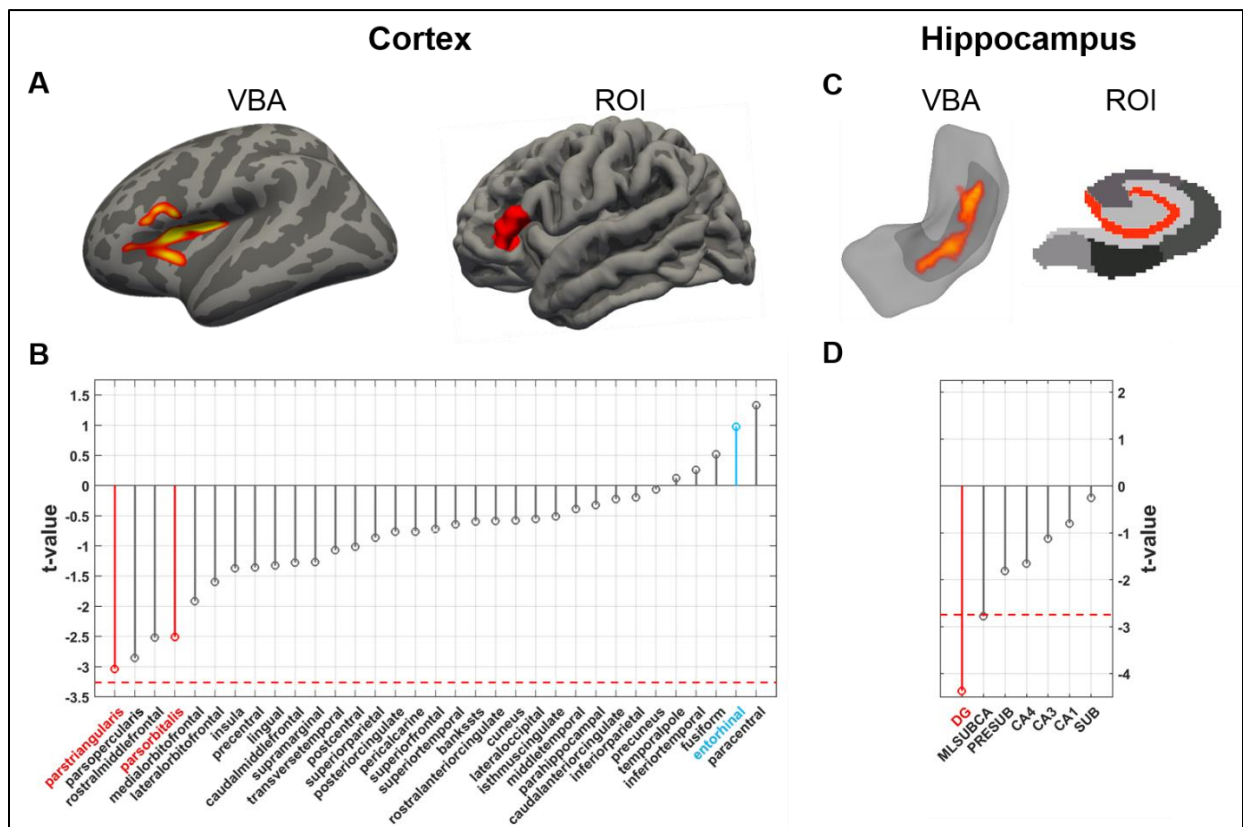 Cortex
Hippocampus
A
VBA
ROI
C
VBA
ROI
B
1.5
1
0.5
0
-0.5
-1
-1.5
-2
-2.5
-3
-3.5
t-value
parstriangularis
parsopercularis
rostralmiddlefrontal
parsorbitalis
medialorbitofrontal
lateralorbitofrontal
insula
precentral
lingual
caudalmiddlefrontal
supramarginal
transversetemporal
postcentral
superiorparietal
posteriorcingulate
pericalcarine
superiorfrontal
superiortemporal
bankssts
rostralanteriorcingulate
cuneus
lateraloccipital
isthmuscingulate
middletemporal
parahippocampal
caudalanteriorcingulate
inferiorparietal
precuneus
temporalpole
inferiortemporal
fusiform
entorhinal
paracentral
D
2
1
0
-1
-2
-3
-4
t-value
DG
MLSUBCA
PRESUB
CA4
CA3
CA1
SUB